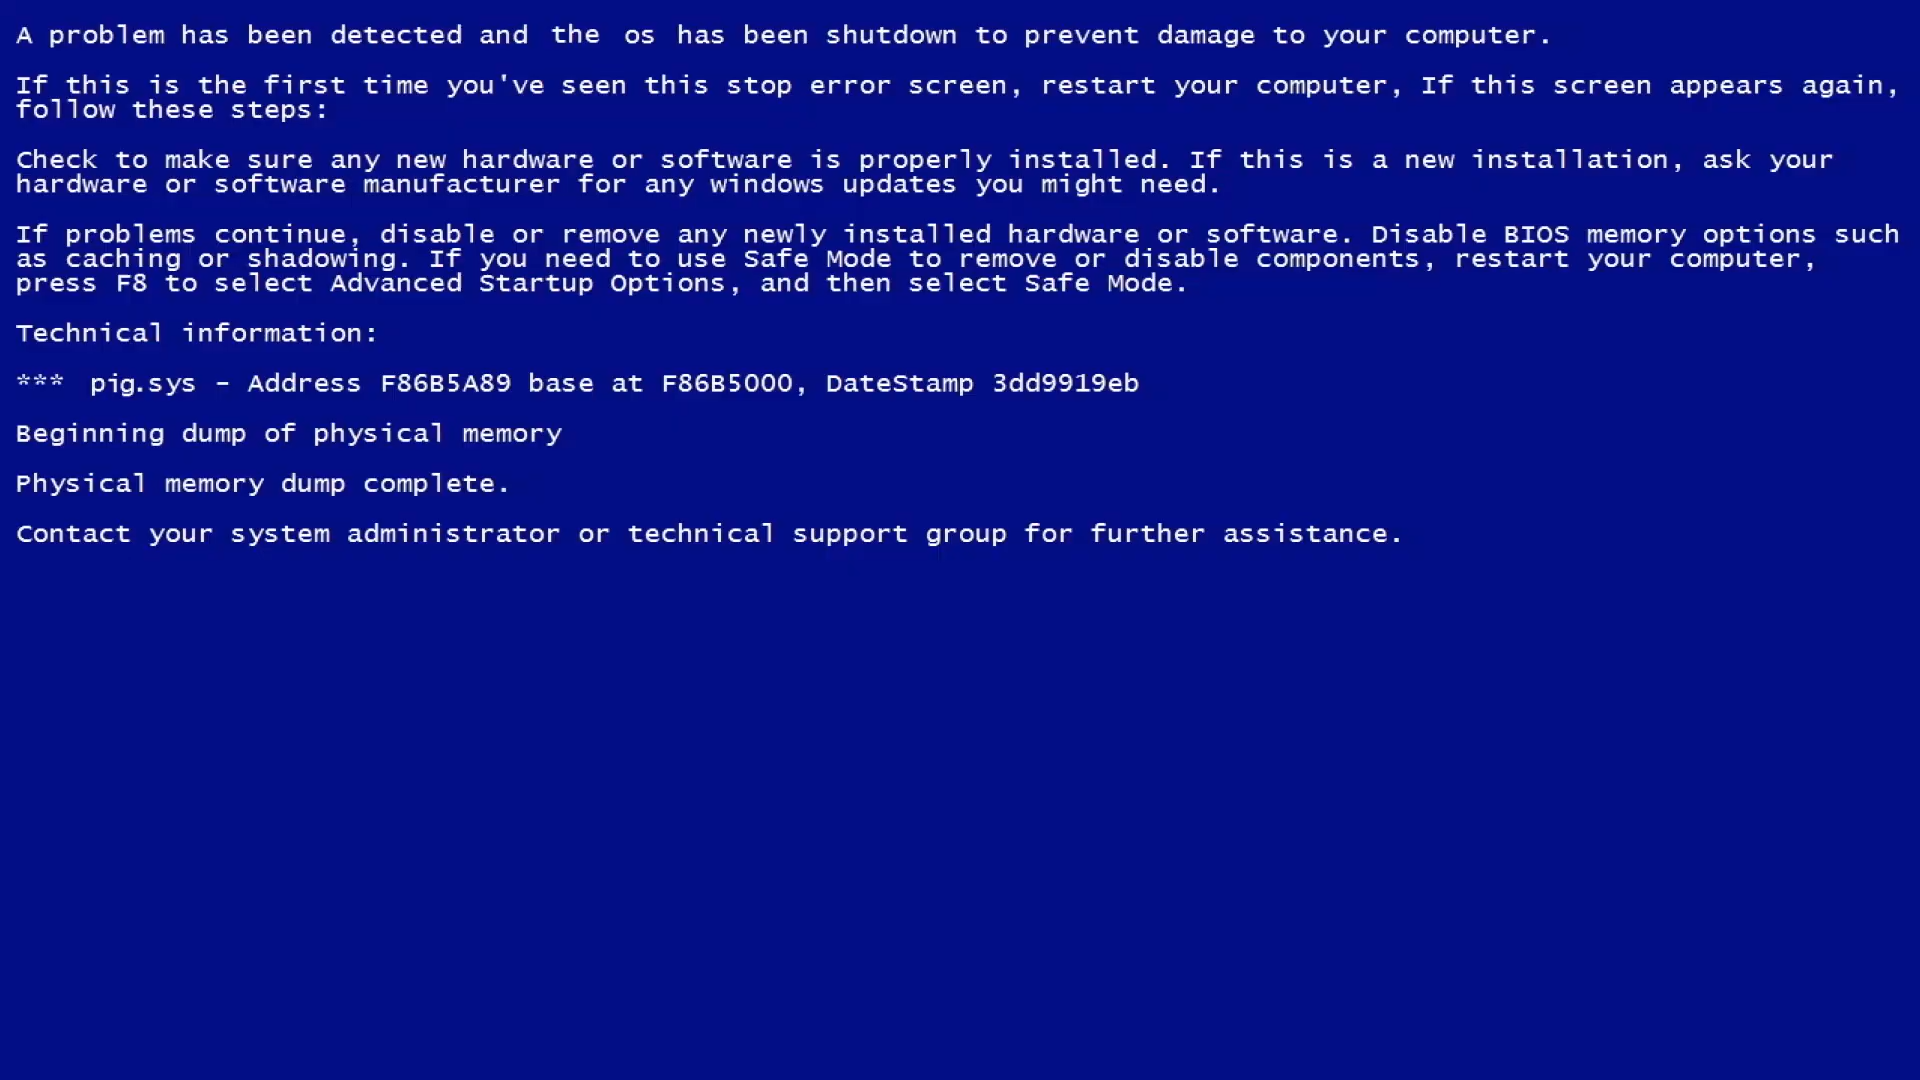 A problem has been detected and the os has been shutdown to prevent damage to your computer.
If this is the first time you've seen this stop error screen, restart your computer, If this screen appears again,
follow these steps:
Check to make sure any new hardware or software is properly installed. If this is a new installation, ask your
hardware or software manufacturer for any windows updates you might need.
If problems continue, disable or remove any newly installed hardware or software. Disable BIOS memory options such
as caching or shadowing. If you need to use Safe Mode to remove or disable components, restart your computer,
press F8 to select Advanced Startup Options, and then select Safe Mode.
Technical information:
*** pig.sys – Address F86B5A89 base at F86B5000, DateStamp 3dd9919eb
Beginning dump of physical memory
Physical memory dump complete.
Contact your system administrator or technical support group for further assistance.